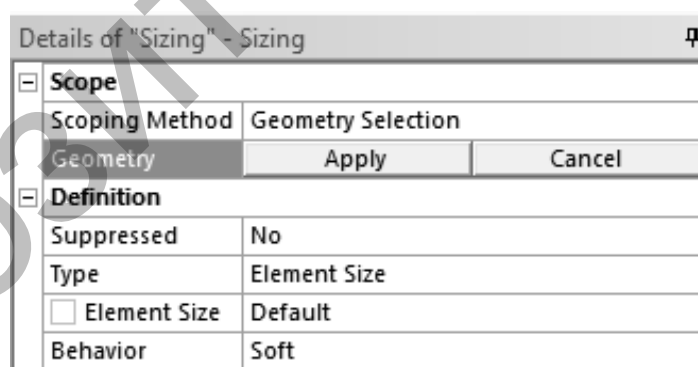 Details of "Sizing" - Sizing
Scope
Scoping Method Geometry Selection
Geometry Apply Cancel
Definition
Suppressed No
Type Element Size
Element Size Default
Behavior Soft